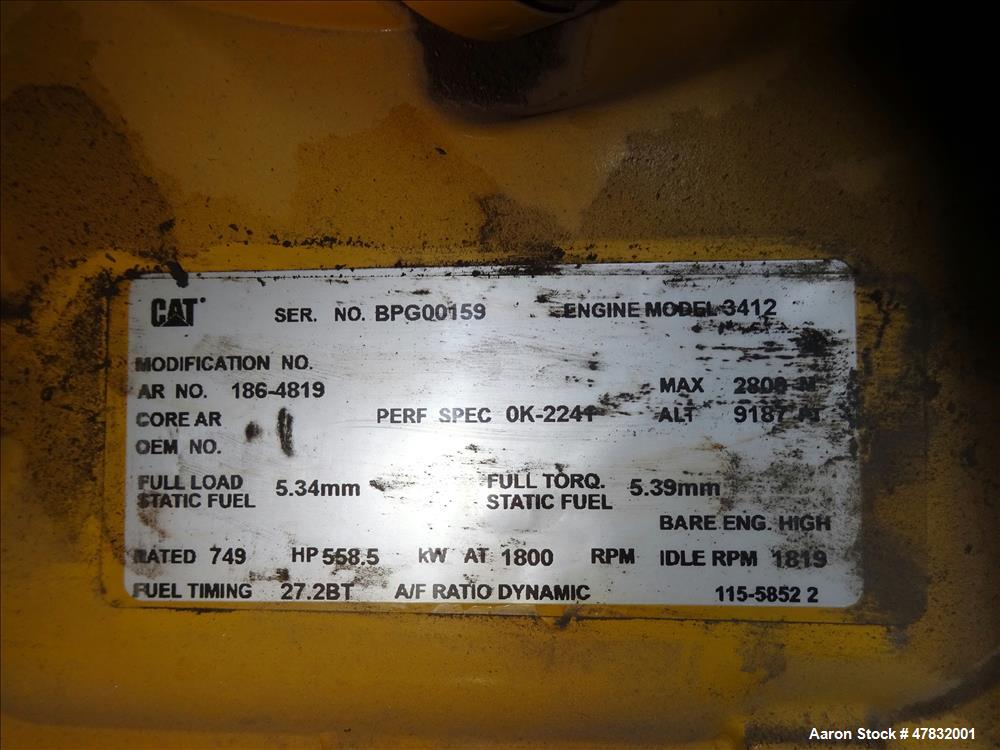 CAT SER. NO. BPG00159 ENGINE MODEL 3412
MODIFICATION NO.
AR NO. 186-4819 MAX 2800 M
CORE AR PERF SPEC 0K-2241 ALT 9187 FT
OEM NO.
FULL LOAD STATIC FUEL 5.34mm FULL TORQ. STATIC FUEL 5.39mm
BARE ENG. HIGH
RATED 749 HP 558.5 KW AT 1800 RPM IDLE RPM 1819
FUEL TIMING 27.2BT A/F RATIO DYNAMIC 115-5852 2
Aaron Stock # 47832001